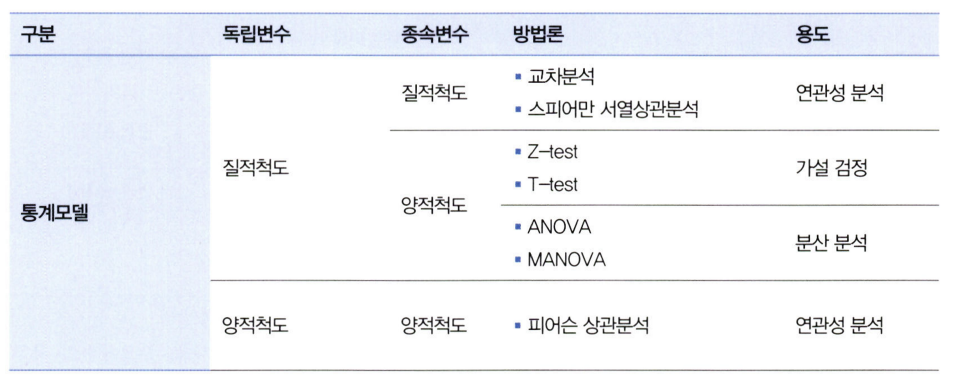 구분 독립변수 종속변수 방법론 용도
통계모델
질적척도
질적척도
▪ 교차분석
▪ 스피어만 서열상관분석
연관성 분석
양적척도
▪ Z-test
▪ T-test
가설 검정
▪ ANOVA
▪ MANOVA
분산 분석
양적척도 양적척도 ▪ 피어슨 상관분석 연관성 분석